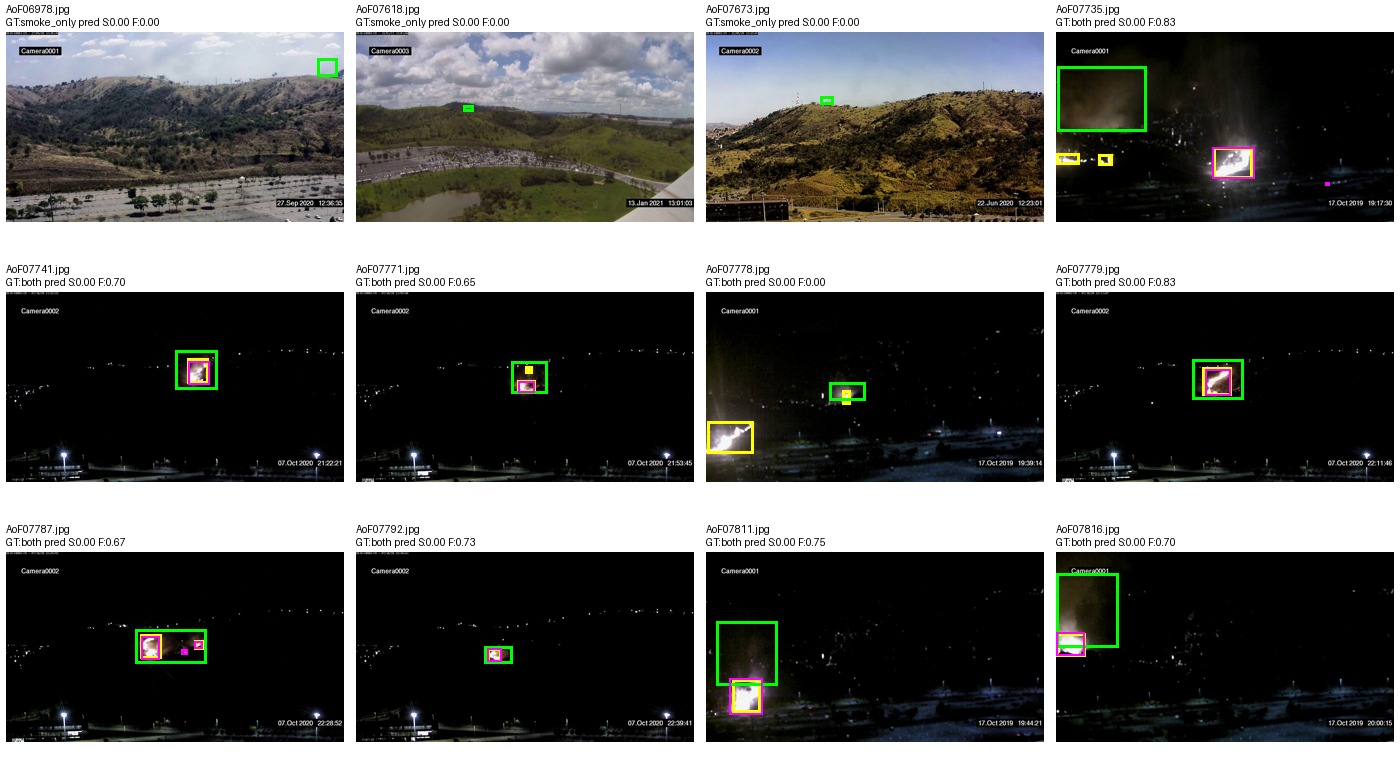 AoF06978.jpg
GT:smoke_only pred S:0.00 F:0.00
Camera0001
27.Sep 2020 12:36:35
AoF07618.jpg
GT:smoke_only pred S:0.00 F:0.00
Camera0003
13.Jan 2021 13:01:03
AoF07673.jpg
GT:smoke_only pred S:0.00 F:0.00
Camera0002
22.Jun 2020 12:23:01
AoF07735.jpg
GT:both pred S:0.00 F:0.83
Camera0001
17.Oct 2019 19:17:30
AoF07741.jpg
GT:both pred S:0.00 F:0.70
Camera0002
07.Oct 2020 21:22:21
AoF07771.jpg
GT:both pred S:0.00 F:0.65
Camera0002
07.Oct 2020 21:53:45
AoF07778.jpg
GT:both pred S:0.00 F:0.00
Camera0001
17.Oct 2019 19:39:14
AoF07779.jpg
GT:both pred S:0.00 F:0.83
Camera0002
07.Oct 2020 22:11:46
AoF07787.jpg
GT:both pred S:0.00 F:0.67
Camera0002
07.Oct 2020 22:28:52
AoF07792.jpg
GT:both pred S:0.00 F:0.73
Camera0002
07.Oct 2020 22:39:41
AoF07811.jpg
GT:both pred S:0.00 F:0.75
Camera0001
17.Oct 2019 19:44:21
AoF07816.jpg
GT:both pred S:0.00 F:0.70
Camera0001
17.Oct 2019 20:00:15